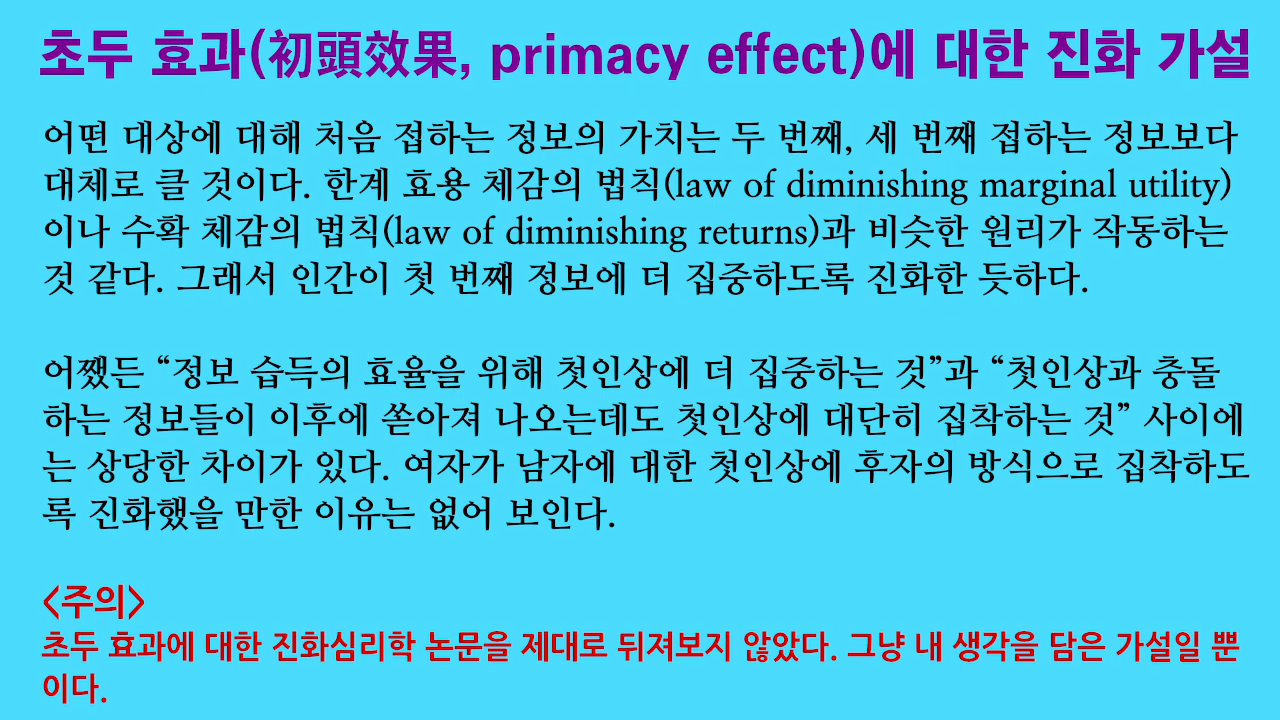 초두 효과(初頭效果, primacy effect)에 대한 진화 가설
어떤 대상에 대해 처음 접하는 정보의 가치는 두 번째, 세 번째 접하는 정보보다
대체로 클 것이다. 한계 효용 체감의 법칙(law of diminishing marginal utility)
이나 수확 체감의 법칙(law of diminishing returns)과 비슷한 원리가 작동하는
것 같다. 그래서 인간이 첫 번째 정보에 더 집중하도록 진화한 듯하다.
어쨌든 “정보 습득의 효율을 위해 첫인상에 더 집중하는 것”과 “첫인상과 충돌
하는 정보들이 이후에 쏟아져 나오는데도 첫인상에 대단히 집착하는 것” 사이에
는 상당한 차이가 있다. 여자가 남자에 대한 첫인상에 후자의 방식으로 집착하도
록 진화했을 만한 이유는 없어 보인다.
<주의>
초두 효과에 대한 진화심리학 논문을 제대로 뒤져보지 않았다. 그냥 내 생각을 담은 가설일 뿐
이다.